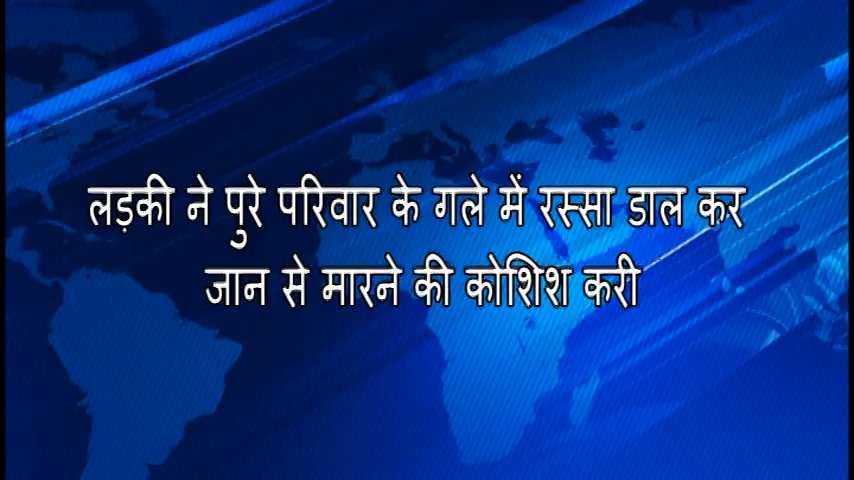 लड़की ने पुरे परिवार के गले में रस्सा डाल कर
जान से मारने की कोशिश करी